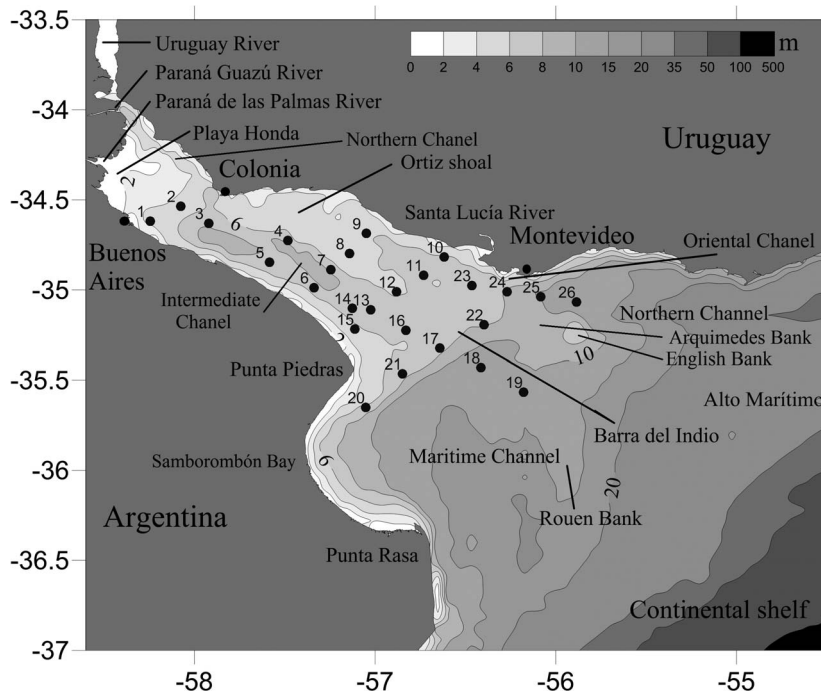 -33.5
-34
-34.5
-35
-35.5
-36
-36.5
-37
m
0 2 4 6 8 10 15 20 35 50 100 500
Uruguay River
Paraná Guazú River
Paraná de las Palmas River
Playa Honda
Northern Chanel
Uruguay
Colonia
Ortiz shoal
2
6
Santa Lucía River
Montevideo
Oriental Chanel
Buenos
Aires
1
2
3
4
5
6
7
8
9
10
11
12
13
14
15
16
17
18
19
20
21
22
23
24
25
26
Intermediate
Chanel
Northern Channel
Arquimedes Bank
English Bank
10
Punta Piedras
Alto Marítimo
Barra del Indio
Samborombón Bay
6
Maritime Channel
20
Rouen Bank
Argentina
Punta Rasa
Continental shelf
-58
-57
-56
-55